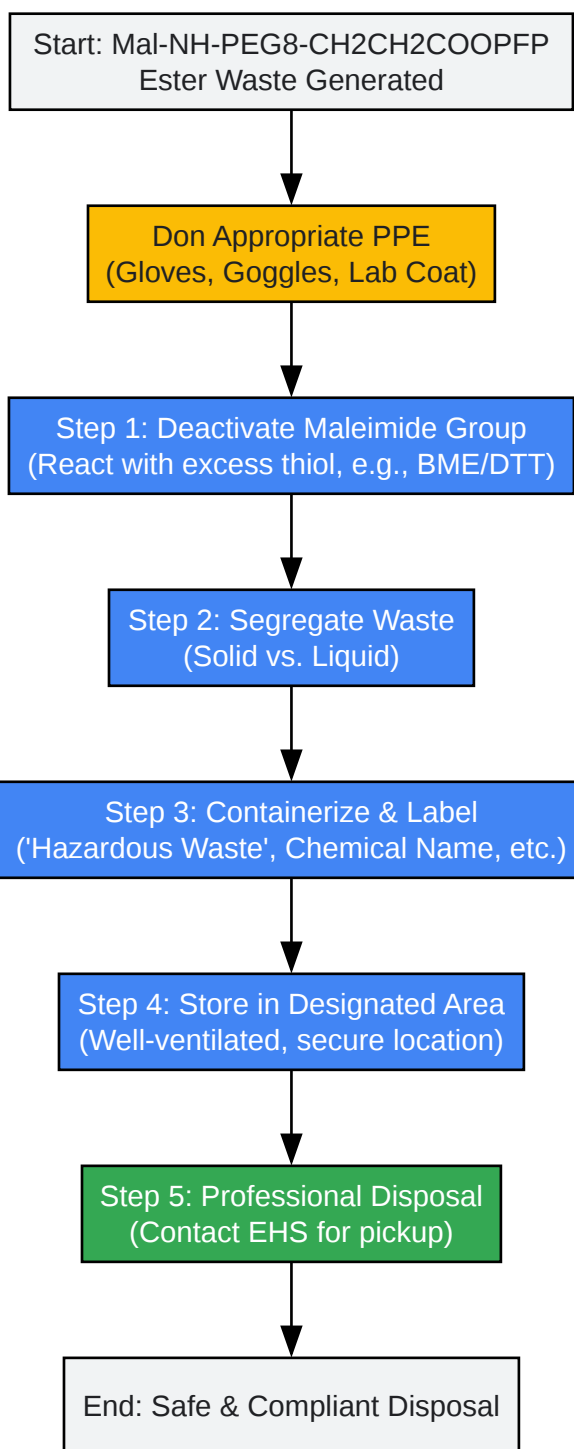 Start: Mal-NH-PEG8-CH2CH2COOPFP
Ester Waste Generated
Don Appropriate PPE
(Gloves, Goggles, Lab Coat)
Step 1: Deactivate Maleimide Group
(React with excess thiol, e.g., BME/DTT)
Step 2: Segregate Waste
(Solid vs. Liquid)
Step 3: Containerize & Label
('Hazardous Waste', Chemical Name, etc.)
Step 4: Store in Designated Area
(Well-ventilated, secure location)
Step 5: Professional Disposal
(Contact EHS for pickup)
End: Safe & Compliant Disposal